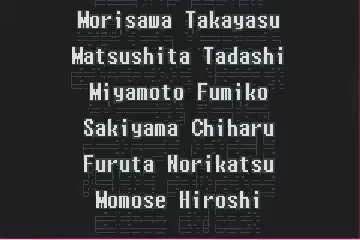 Morisawa Takayasu
Matsushita Tadashi
Miyamoto Fumiko
Sakiyama Chiharu
Furuta Norikatsu
Momose Hiroshi